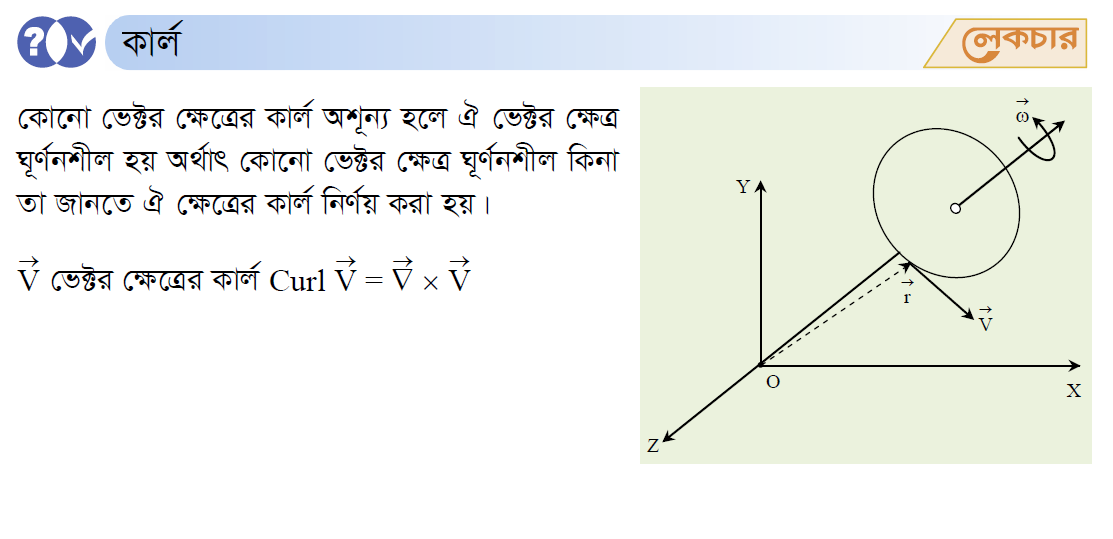 ?
কার্ল
লেকচার
কোনো ভেক্টর ক্ষেত্রের কার্ল অশূন্য হলে ঐ ভেক্টর ক্ষেত্র
ঘূর্ণনশীল হয় অর্থাৎ কোনো ভেক্টর ক্ষেত্র ঘূর্ণনশীল কিনা
তা জানতে ঐ ক্ষেত্রের কার্ল নির্ণয় করা হয়।
V⃗ ভেক্টর ক্ষেত্রের কার্ল Curl V⃗ = ∇⃗ × V⃗
ω⃗
Y
r⃗
V⃗
O
X
Z